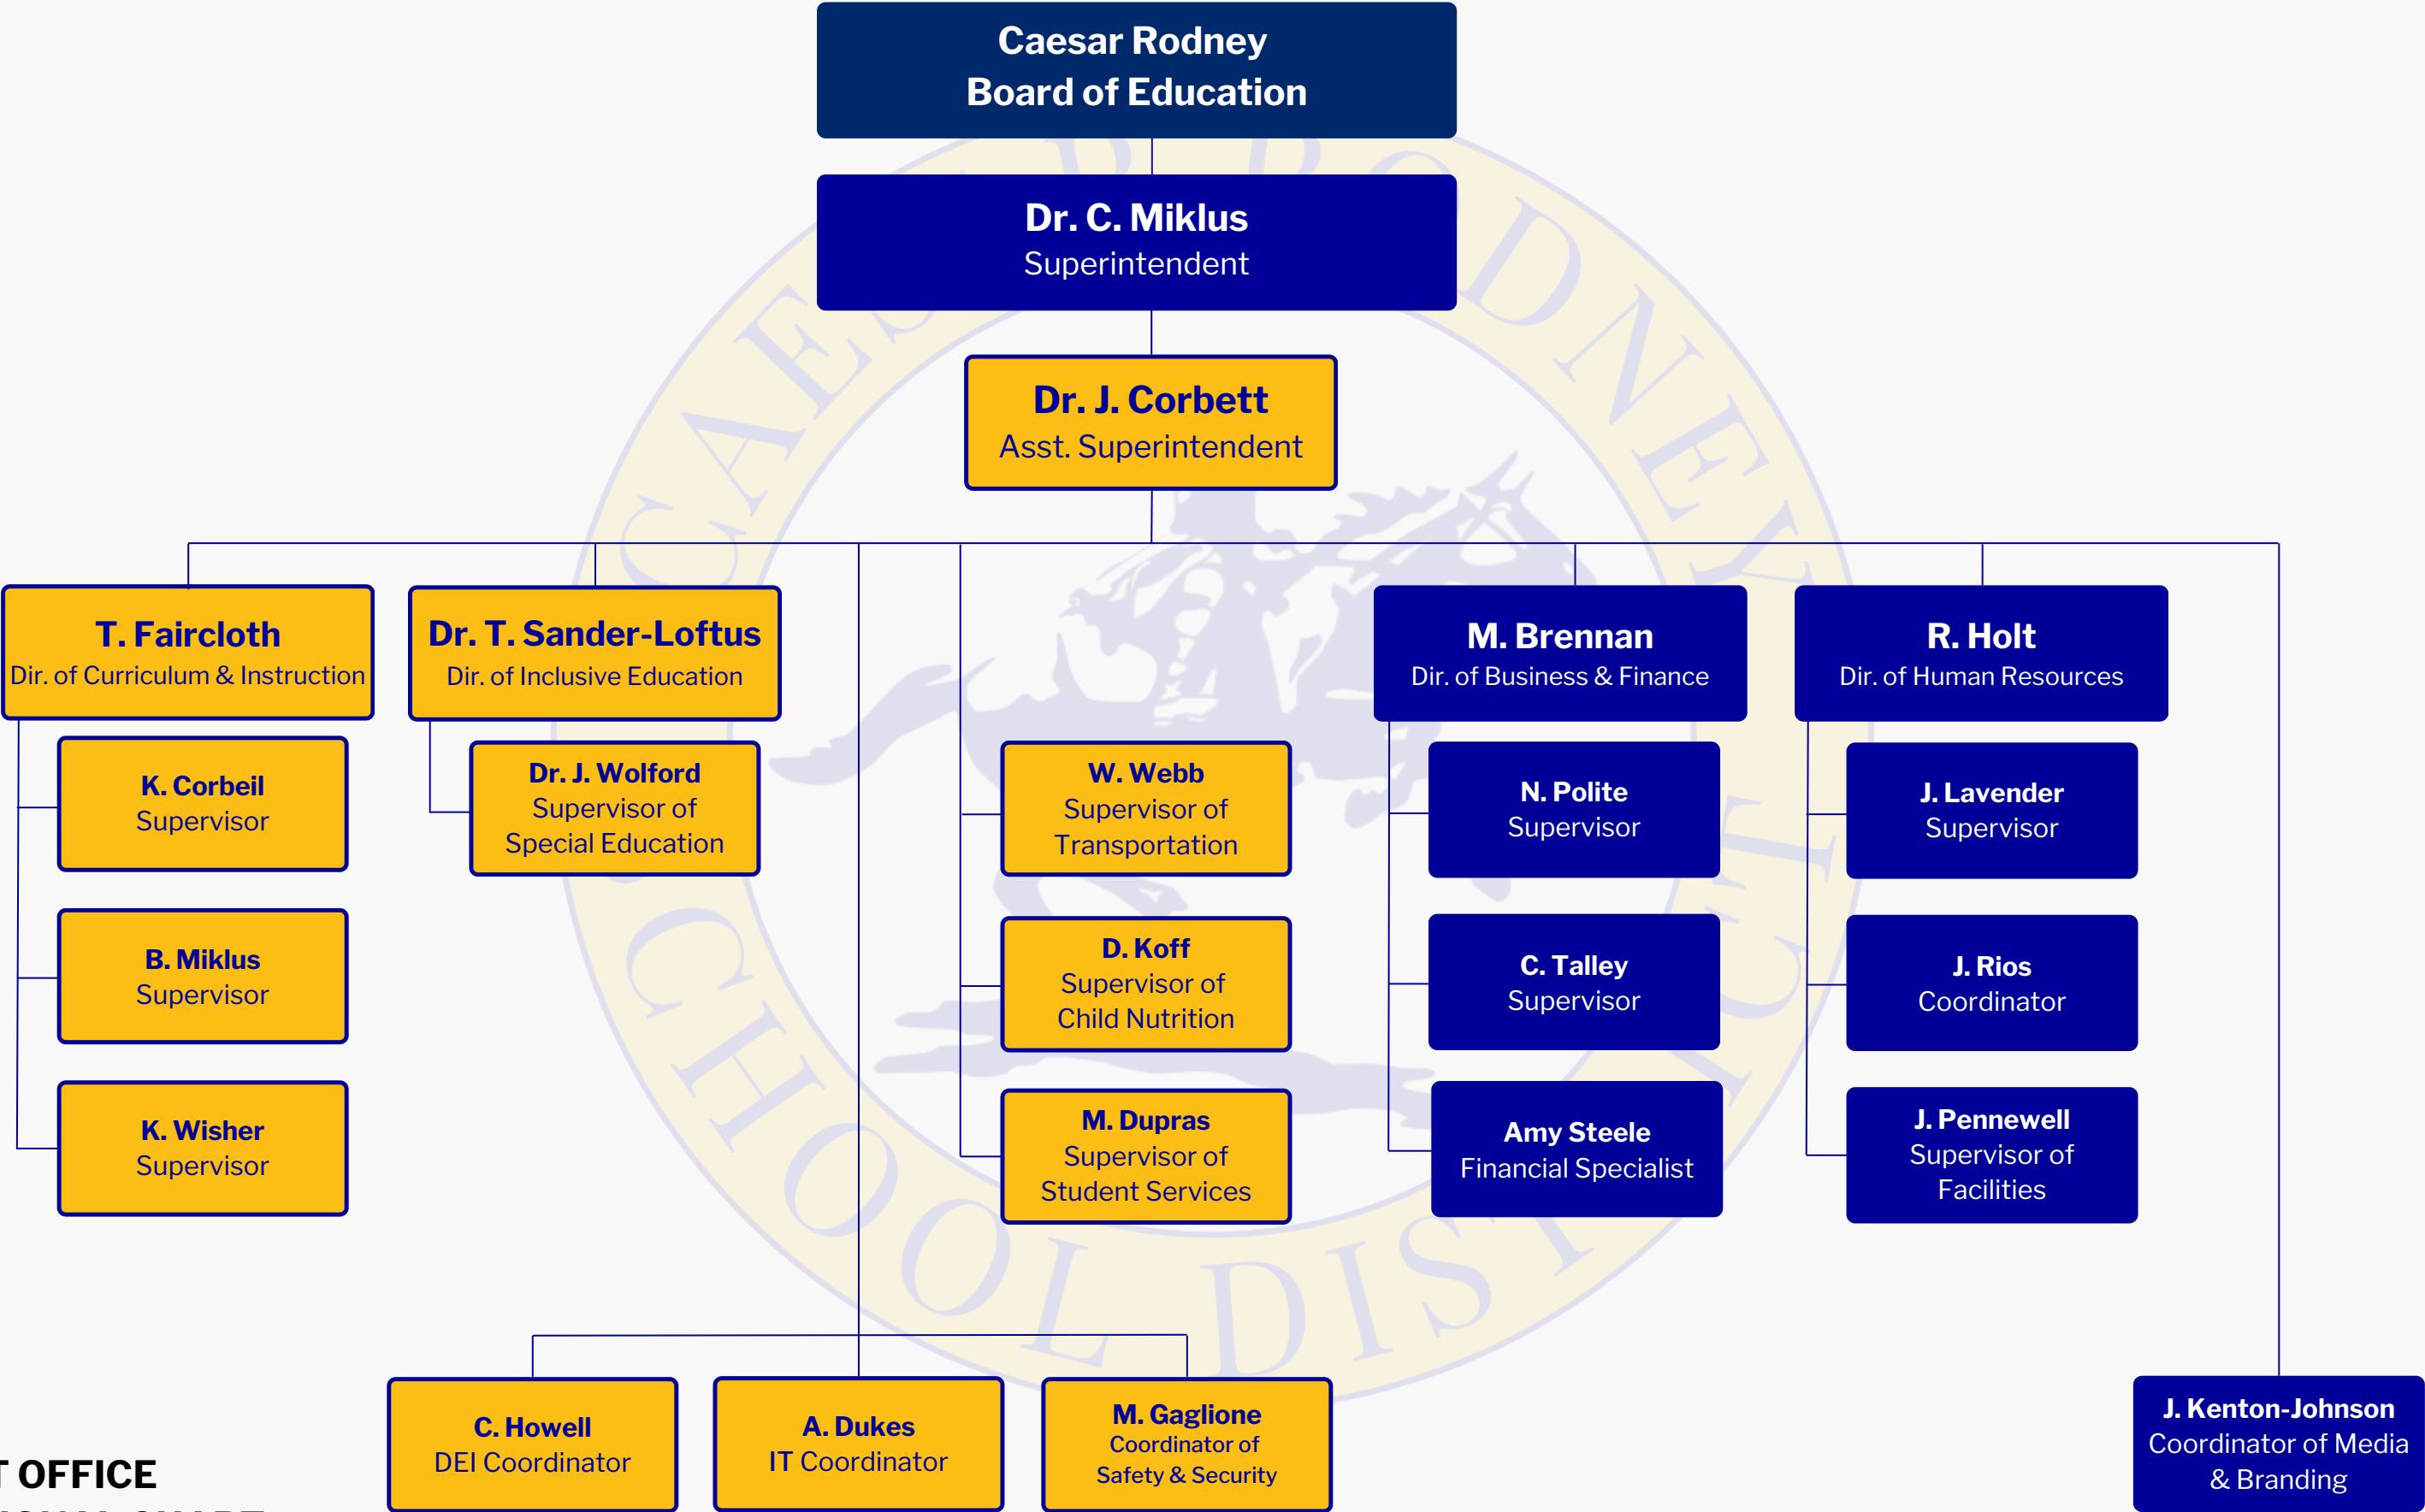 Caesar Rodney
Board of Education
Dr. C. Miklus
Superintendent
Dr. J. Corbett
Asst. Superintendent
T. Faircloth
Dir. of Curriculum & Instruction
Dr. T. Sander-Loftus
Dir. of Inclusive Education
M. Brennan
Dir. of Business & Finance
R. Holt
Dir. of Human Resources
K. Corbeil
Supervisor
B. Miklus
Supervisor
K. Wisher
Supervisor
Dr. J. Wolford
Supervisor of
Special Education
W. Webb
Supervisor of
Transportation
D. Koff
Supervisor of
Child Nutrition
M. Dupras
Supervisor of
Student Services
N. Polite
Supervisor
C. Talley
Supervisor
Amy Steele
Financial Specialist
J. Lavender
Supervisor
J. Rios
Coordinator
J. Pennewell
Supervisor of
Facilities
C. Howell
DEI Coordinator
A. Dukes
IT Coordinator
M. Gaglione
Coordinator of
Safety & Security
J. Kenton-Johnson
Coordinator of Media
& Branding
OFFICE